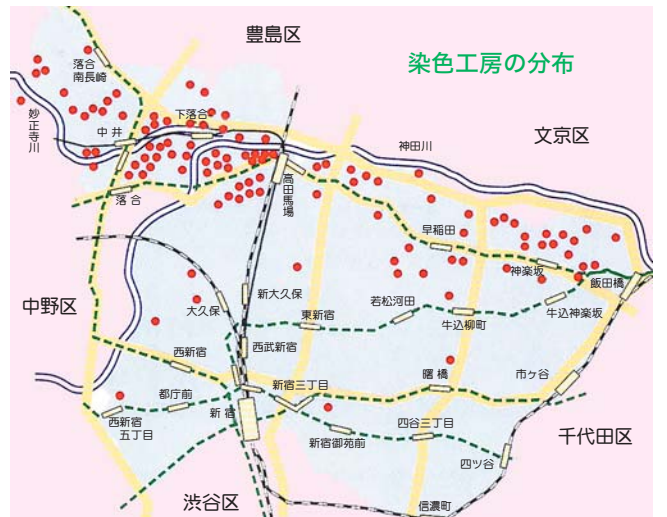 豊島区
染色工房の分布
落合
南長崎
下落合
妙正寺川
中井
神田川
文京区
高田馬場
落合
早稲田
神楽坂
飯田橋
中野区
大久保
新大久保
東新宿
若松河田
牛込柳町
牛込神楽坂
西新宿
西武新宿
新宿三丁目
曙橋
市ヶ谷
都庁前
西新宿
五丁目
新宿
新宿御苑前
四谷三丁目
四ツ谷
千代田区
渋谷区
信濃町